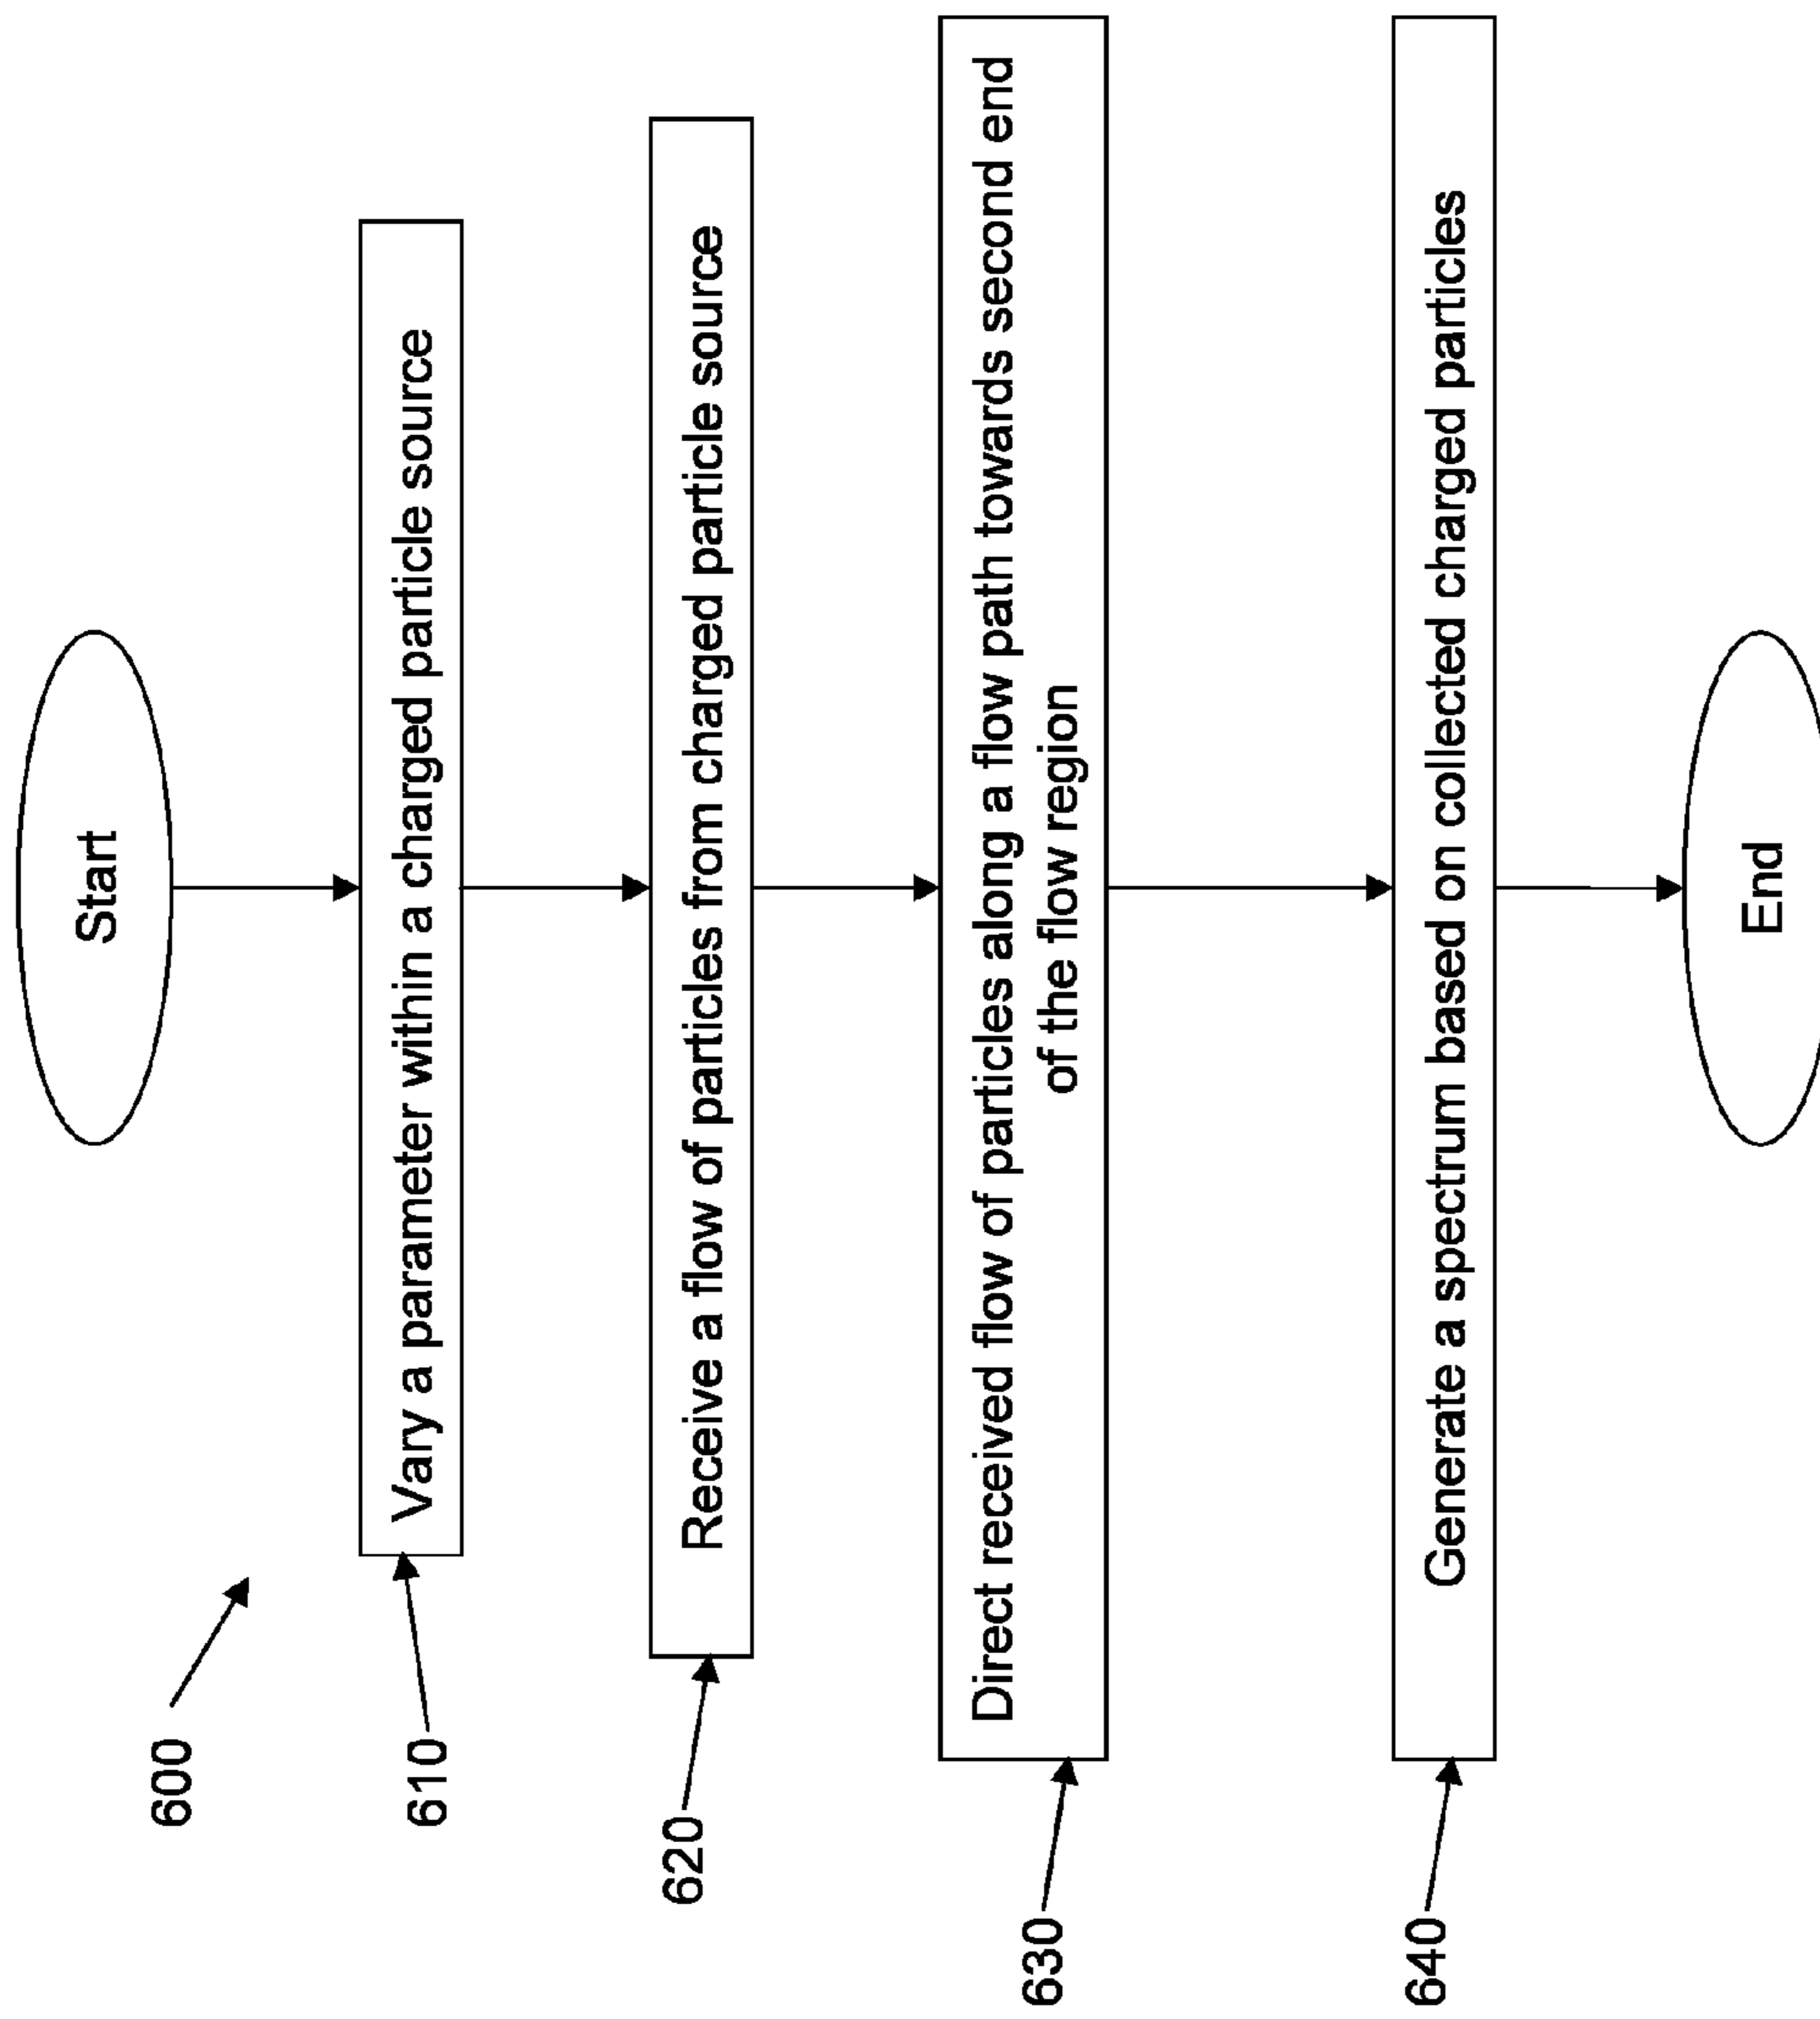 600
Start
610
Vary a parameter within a charged particle source
620
Receive a flow of particles from charged particle source
630
Direct received flow of particles along a flow path towards second end
of the flow region
640
Generate a spectrum based on collected charged particles
End